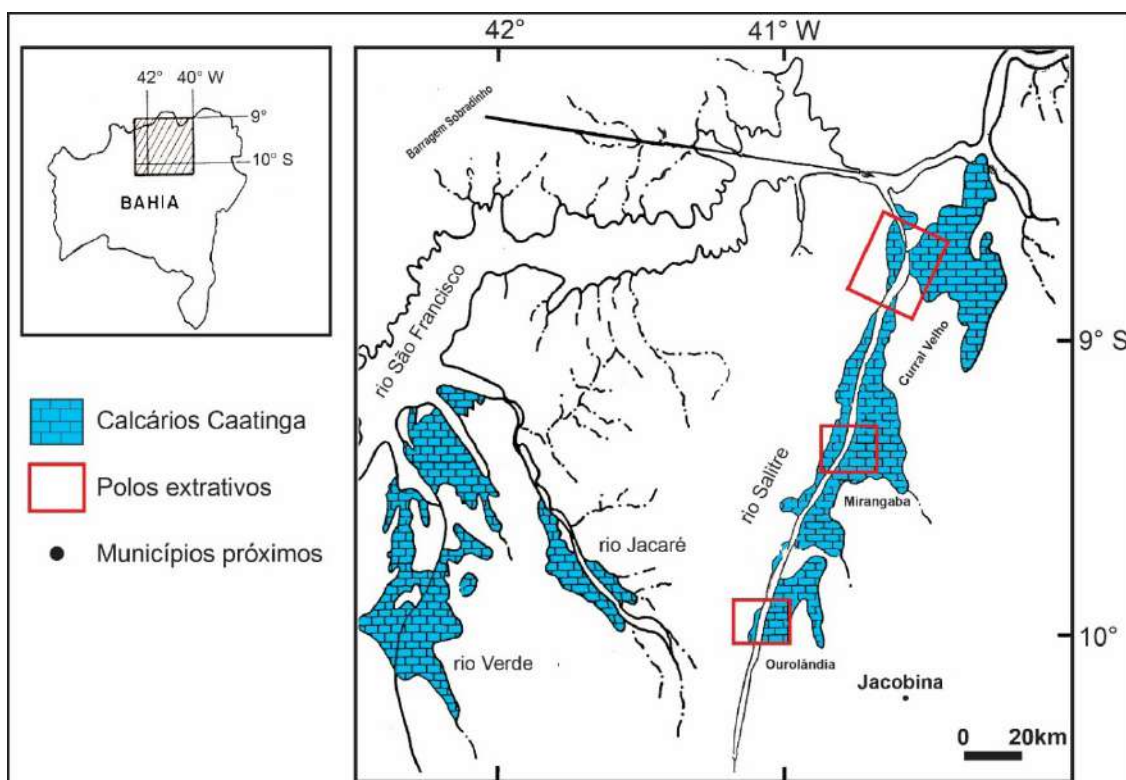 42°
40° W
9°
10° S
BAHIA
Calcários Caatinga
Polos extrativos
Municípios próximos
42°
41° W
Barragem Sobradinho
rio São Francisco
9° S
Curral Velho
rio Salitre
Mirangaba
rio Jacaré
rio Verde
10°
Ourolândia
Jacobina
0 20km